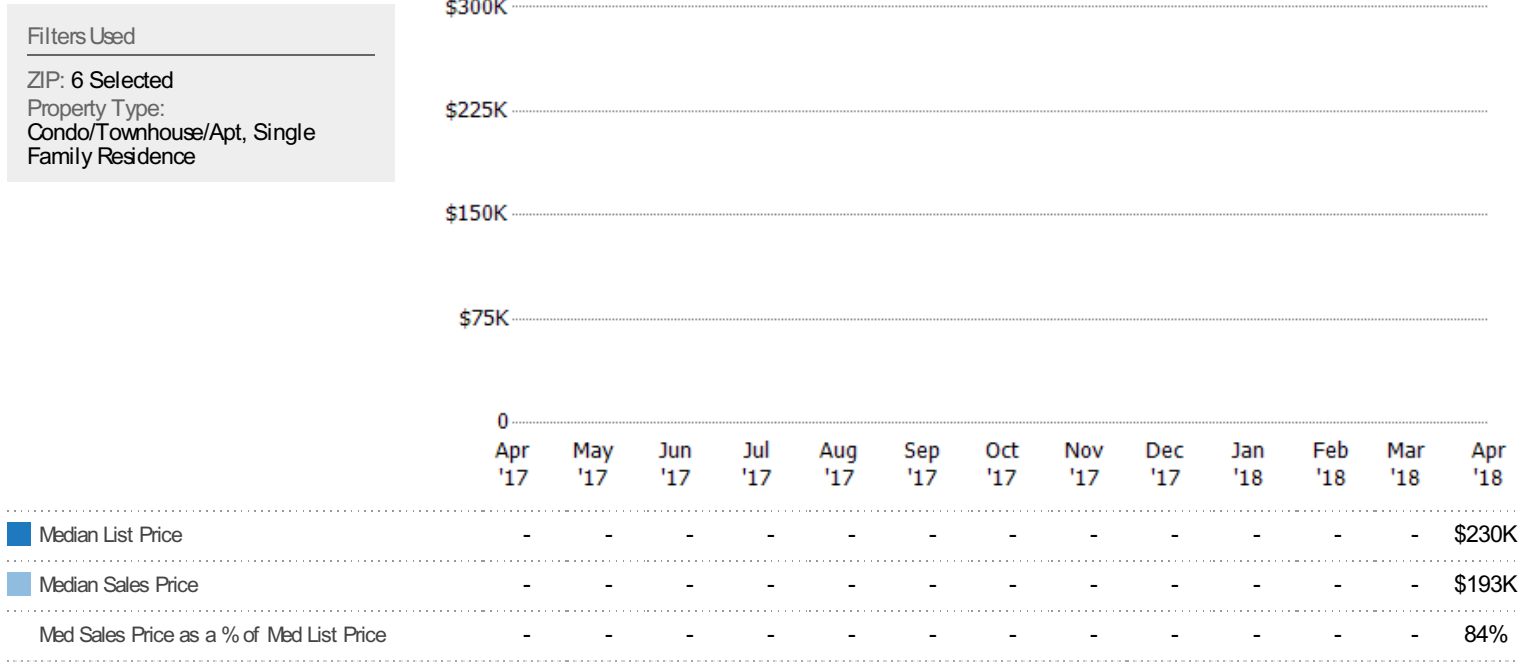 Filters Used
ZIP: 6 Selected
Property Type:
Condo/Townhouse/Apt, Single
Family Residence
$300K
$225K
$150K
$75K
0
Apr May Jun Jul Aug Sep Oct Nov Dec Jan Feb Mar Apr
'17 '17 '17 '17 '17 '17 '17 '17 '17 '18 '18 '18 '18
Median List Price - - - - - - - - - - - - $230K
Median Sales Price - - - - - - - - - - - - $193K
Med Sales Price as a % of Med List Price - - - - - - - - - - - - 84%